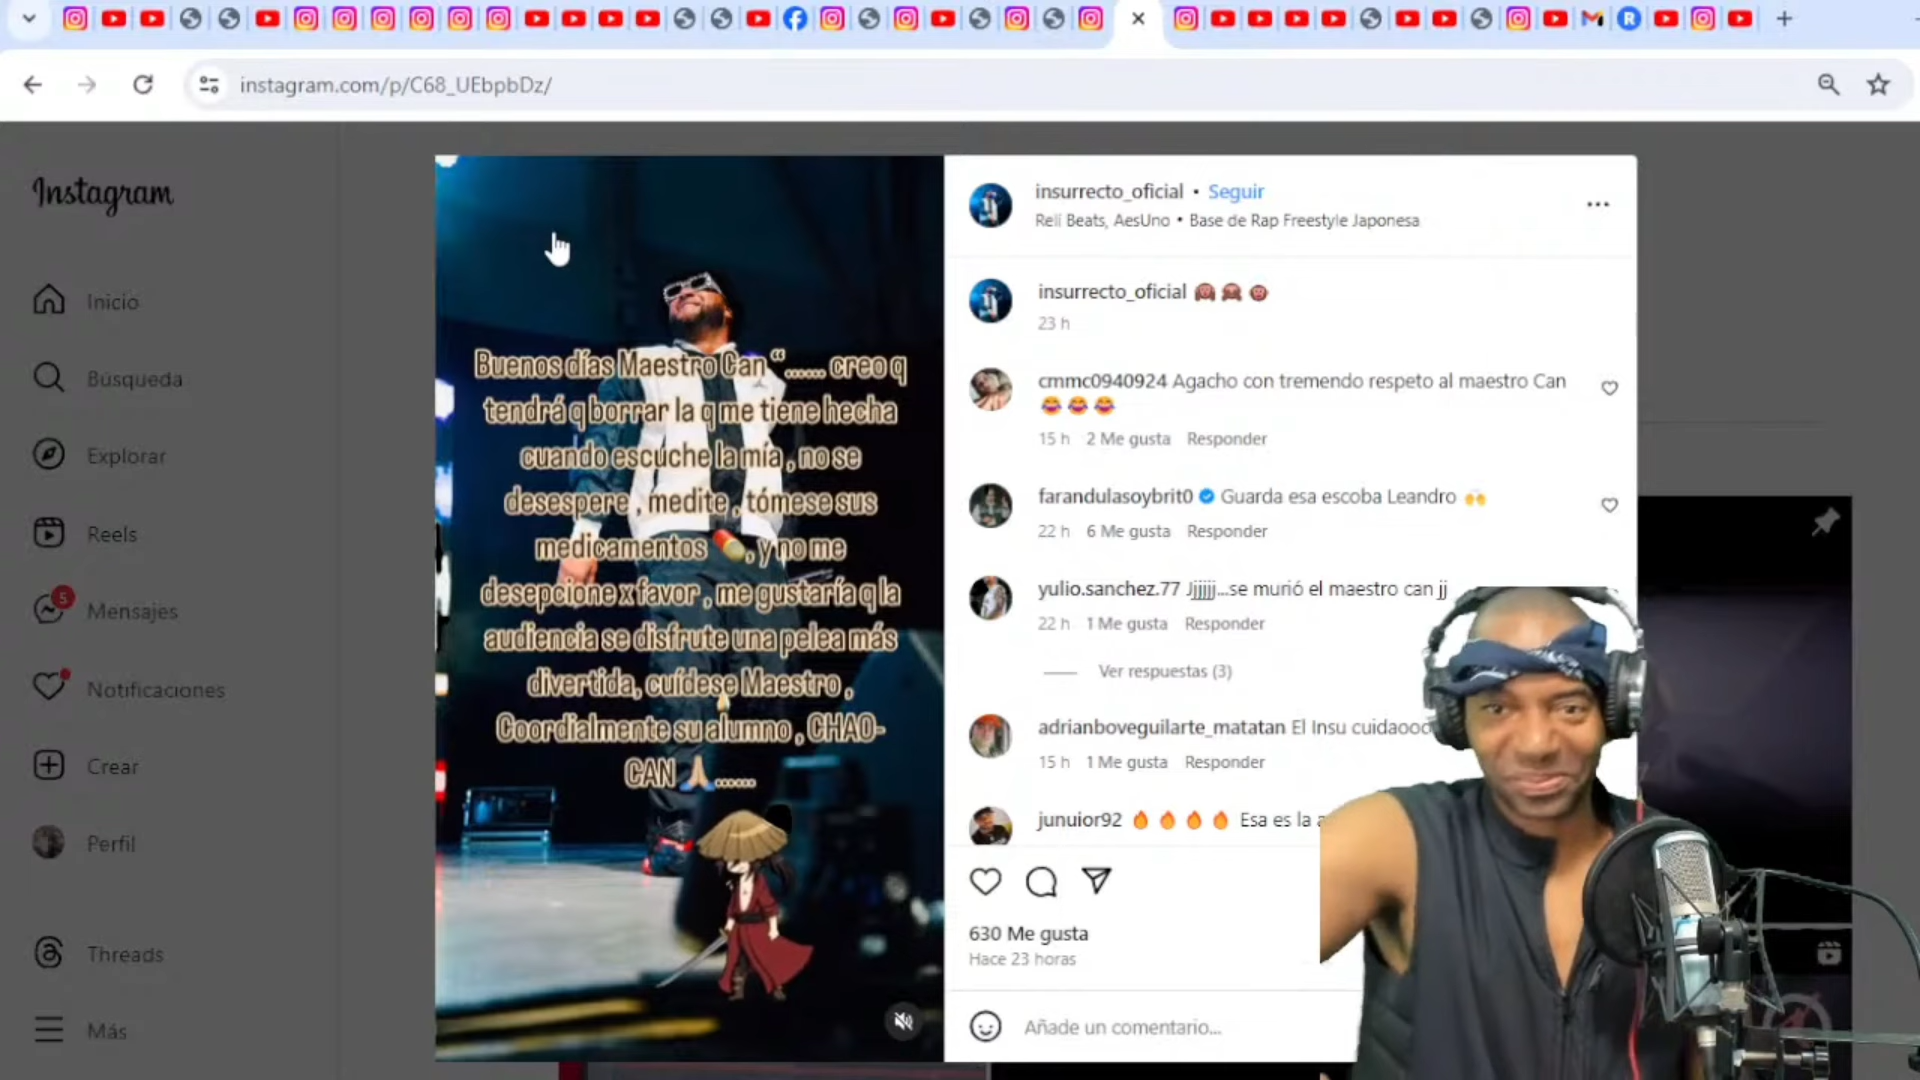 instagram.com/p/C68_UEbpbDz/
Instagram
Inicio
Búsqueda
Explorar
Reels
5
Mensajes
Notificaciones
Crear
Perfil
Threads
Más
Buenos días Maestro Can “...... creo q
tendrá q borrar la q me tiene hecha
cuando escuche la mía , no se
desespere , medite , tómese sus
medicamentos , y no me
desepcione x favor , me gustaría q la
audiencia se disfrute una pelea más
divertida, cuídese Maestro ,
Coordialmente su alumno , CHAO-
CAN 🙏......
insurrecto_oficial • Seguir
Reli Beats, AesUno • Base de Rap Freestyle Japonesa
insurrecto_oficial 🙉 🙈 🐵
23 h
cmmc0940924 Agacho con tremendo respeto al maestro Can
😂 😂 😂
15 h 2 Me gusta Responder
farandulasoybrit0 Guarda esa escoba Leandro 🙌
22 h 6 Me gusta Responder
yulio.sanchez.77 Jjjjjj...se murió el maestro can jj
22 h 1 Me gusta Responder
Ver respuestas (3)
adrianboveguilarte_matatan El Insu cuidaooo
15 h 1 Me gusta Responder
junuior92 🔥 🔥 🔥 🔥 Esa es la
630 Me gusta
Hace 23 horas
Añade un comentario...